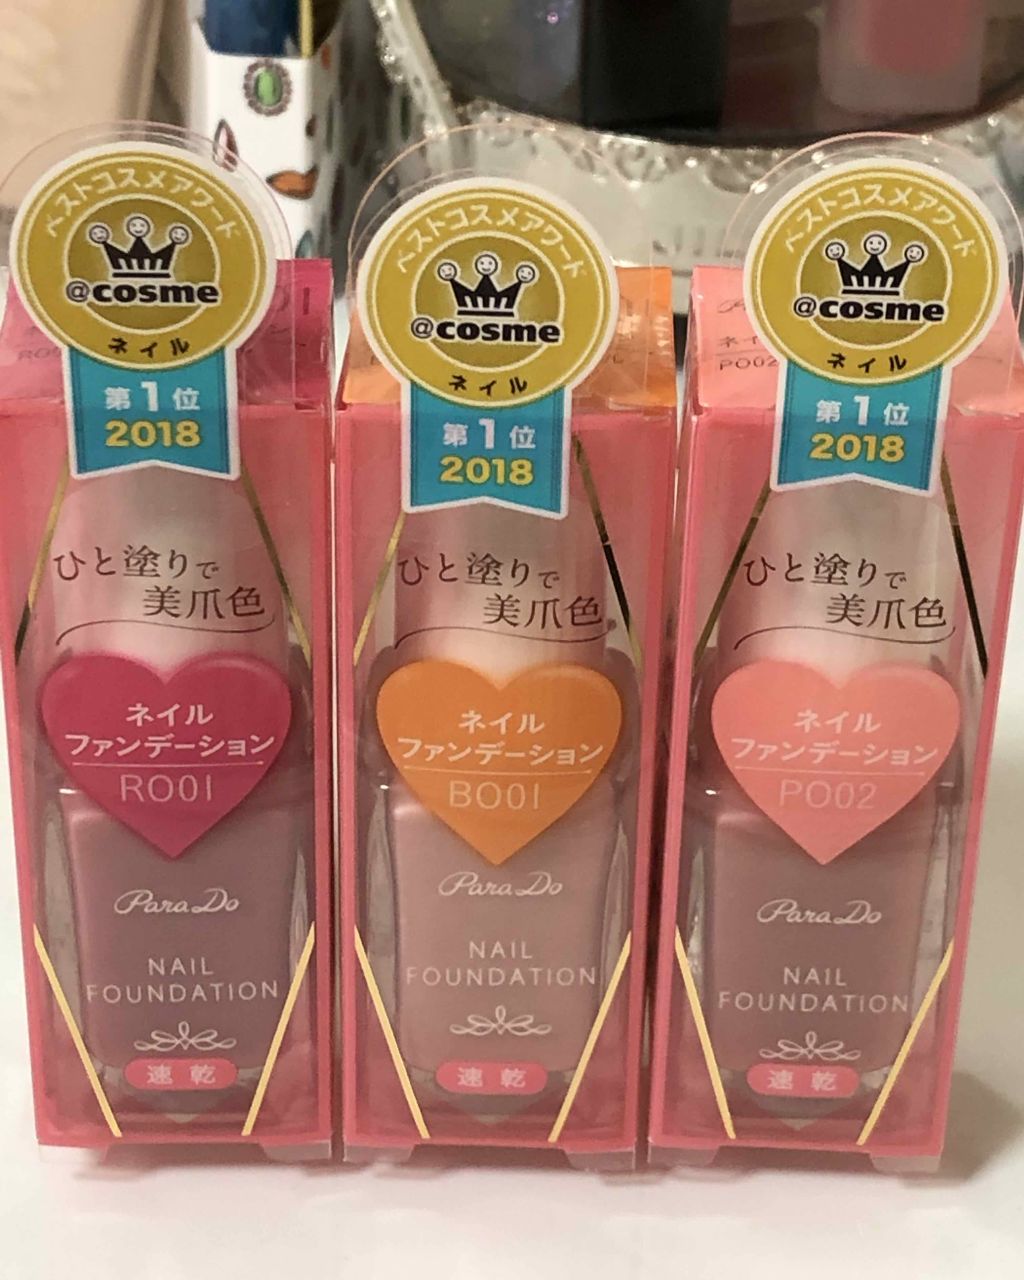 ベストコスメアワード
@cosme
ネイル
第1位
2018
ひと塗りで
美爪色
ネイル
ファンデーション
RO01
Para Do
NAIL
FOUNDATION
速乾
ベストコスメアワード
@cosme
ネイル
第1位
2018
ひと塗りで
美爪色
ネイル
ファンデーション
BO01
Para Do
NAIL
FOUNDATION
速乾
PO02
ベストコスメアワード
@cosme
ネイル
第1位
2018
ひと塗りで
美爪色
ネイル
ファンデーション
PO02
Para Do
NAIL
FOUNDATION
速乾